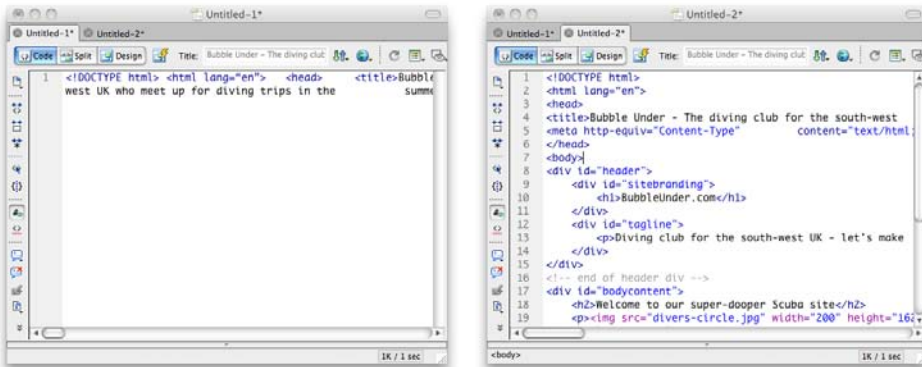 Untitled-1*
Untitled-1* Untitled-2*
Code Split Design Title: Bubble Under - The diving clut
1 <!DOCTYPE html> <html lang="en"> <head> <title>Bubble
west UK who meet up for diving trips in the summe
1K / 1 sec
Untitled-2*
Untitled-1* Untitled-2*
Code Split Design Title: Bubble Under - The diving clut
1 <!DOCTYPE html>
2 <html lang="en">
3 <head>
4 <title>Bubble Under - The diving club for the south-west
5 <meta http-equiv="Content-Type" content="text/html;
6 </head>
7 <body>
8 <div id="header">
9 <div id="sitebranding">
10 <h1>BubbleUnder.com</h1>
11 </div>
12 <div id="tagline">
13 <p>Diving club for the south-west UK - let's make
14 </div>
15 </div>
16 <!-- end of header div -->
17 <div id="bodycontent">
18 <h2>Welcome to our super-dooper Scuba site</h2>
19 <p><img src="divers-circle.jpg" width="200" height="162
<body> 1K / 1 sec